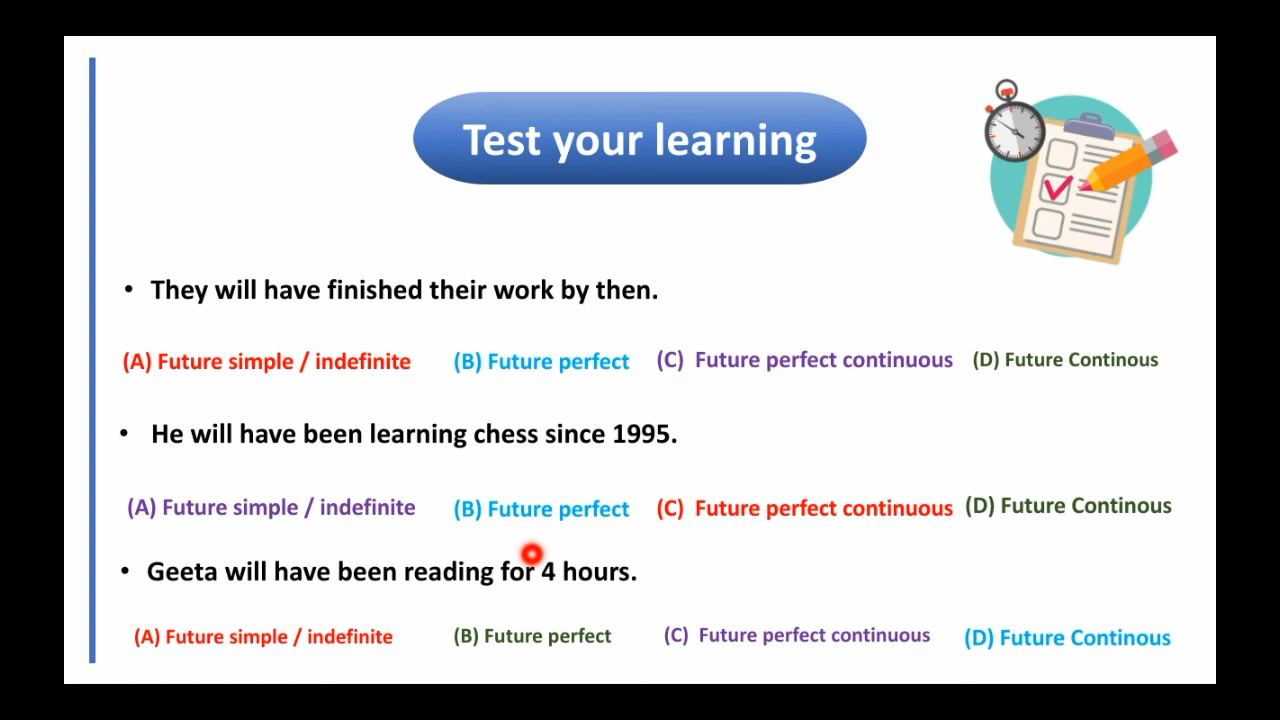 Test your learning
• They will have finished their work by then.
(A) Future simple / indefinite (B) Future perfect (C) Future perfect continuous (D) Future Continous
• He will have been learning chess since 1995.
(A) Future simple / indefinite (B) Future perfect (C) Future perfect continuous (D) Future Continous
• Geeta will have been reading for 4 hours.
(A) Future simple / indefinite (B) Future perfect (C) Future perfect continuous (D) Future Continous